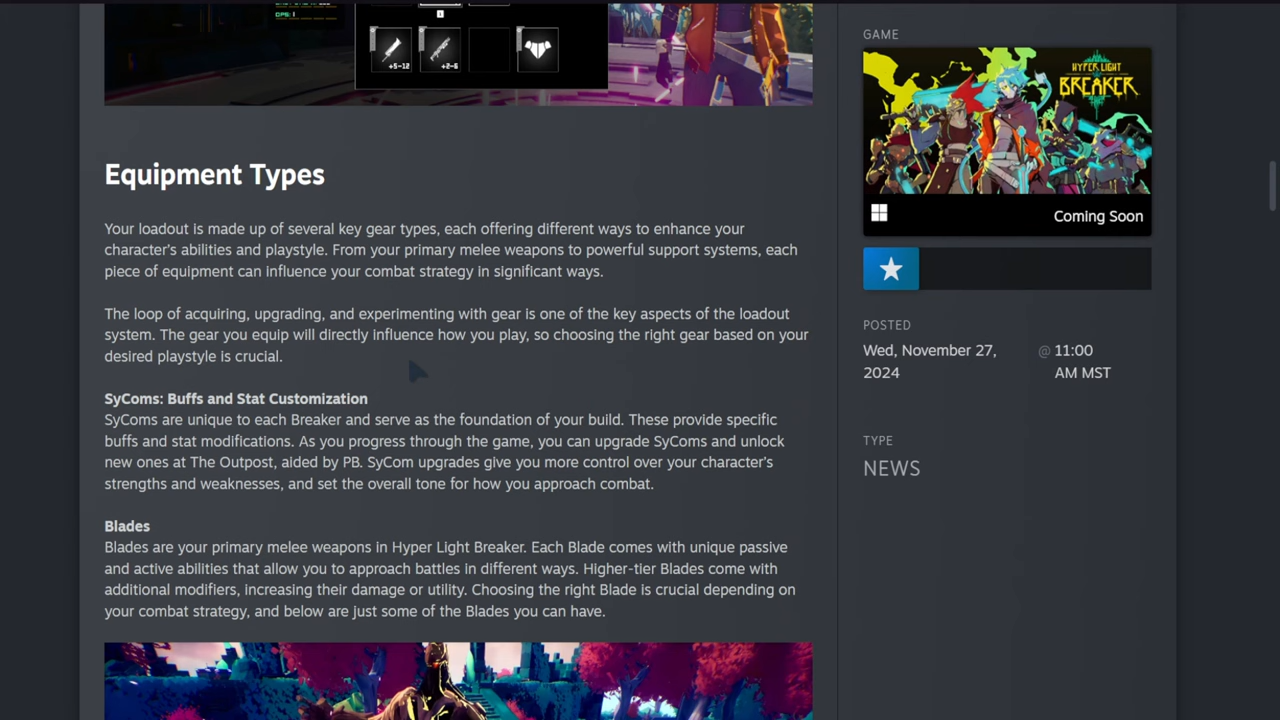 DPS: 1
+5-12
+2-6
Equipment Types
Your loadout is made up of several key gear types, each offering different ways to enhance your
character's abilities and playstyle. From your primary melee weapons to powerful support systems, each
piece of equipment can influence your combat strategy in significant ways.
The loop of acquiring, upgrading, and experimenting with gear is one of the key aspects of the loadout
system. The gear you equip will directly influence how you play, so choosing the right gear based on your
desired playstyle is crucial.
SyComs: Buffs and Stat Customization
SyComs are unique to each Breaker and serve as the foundation of your build. These provide specific
buffs and stat modifications. As you progress through the game, you can upgrade SyComs and unlock
new ones at The Outpost, aided by PB. SyCom upgrades give you more control over your character's
strengths and weaknesses, and set the overall tone for how you approach combat.
Blades
Blades are your primary melee weapons in Hyper Light Breaker. Each Blade comes with unique passive
and active abilities that allow you to approach battles in different ways. Higher-tier Blades come with
additional modifiers, increasing their damage or utility. Choosing the right Blade is crucial depending on
your combat strategy, and below are just some of the Blades you can have.
GAME
HYPER LIGHT
BREAKER
Coming Soon
POSTED
Wed, November 27,
2024
@ 11:00
AM MST
TYPE
NEWS